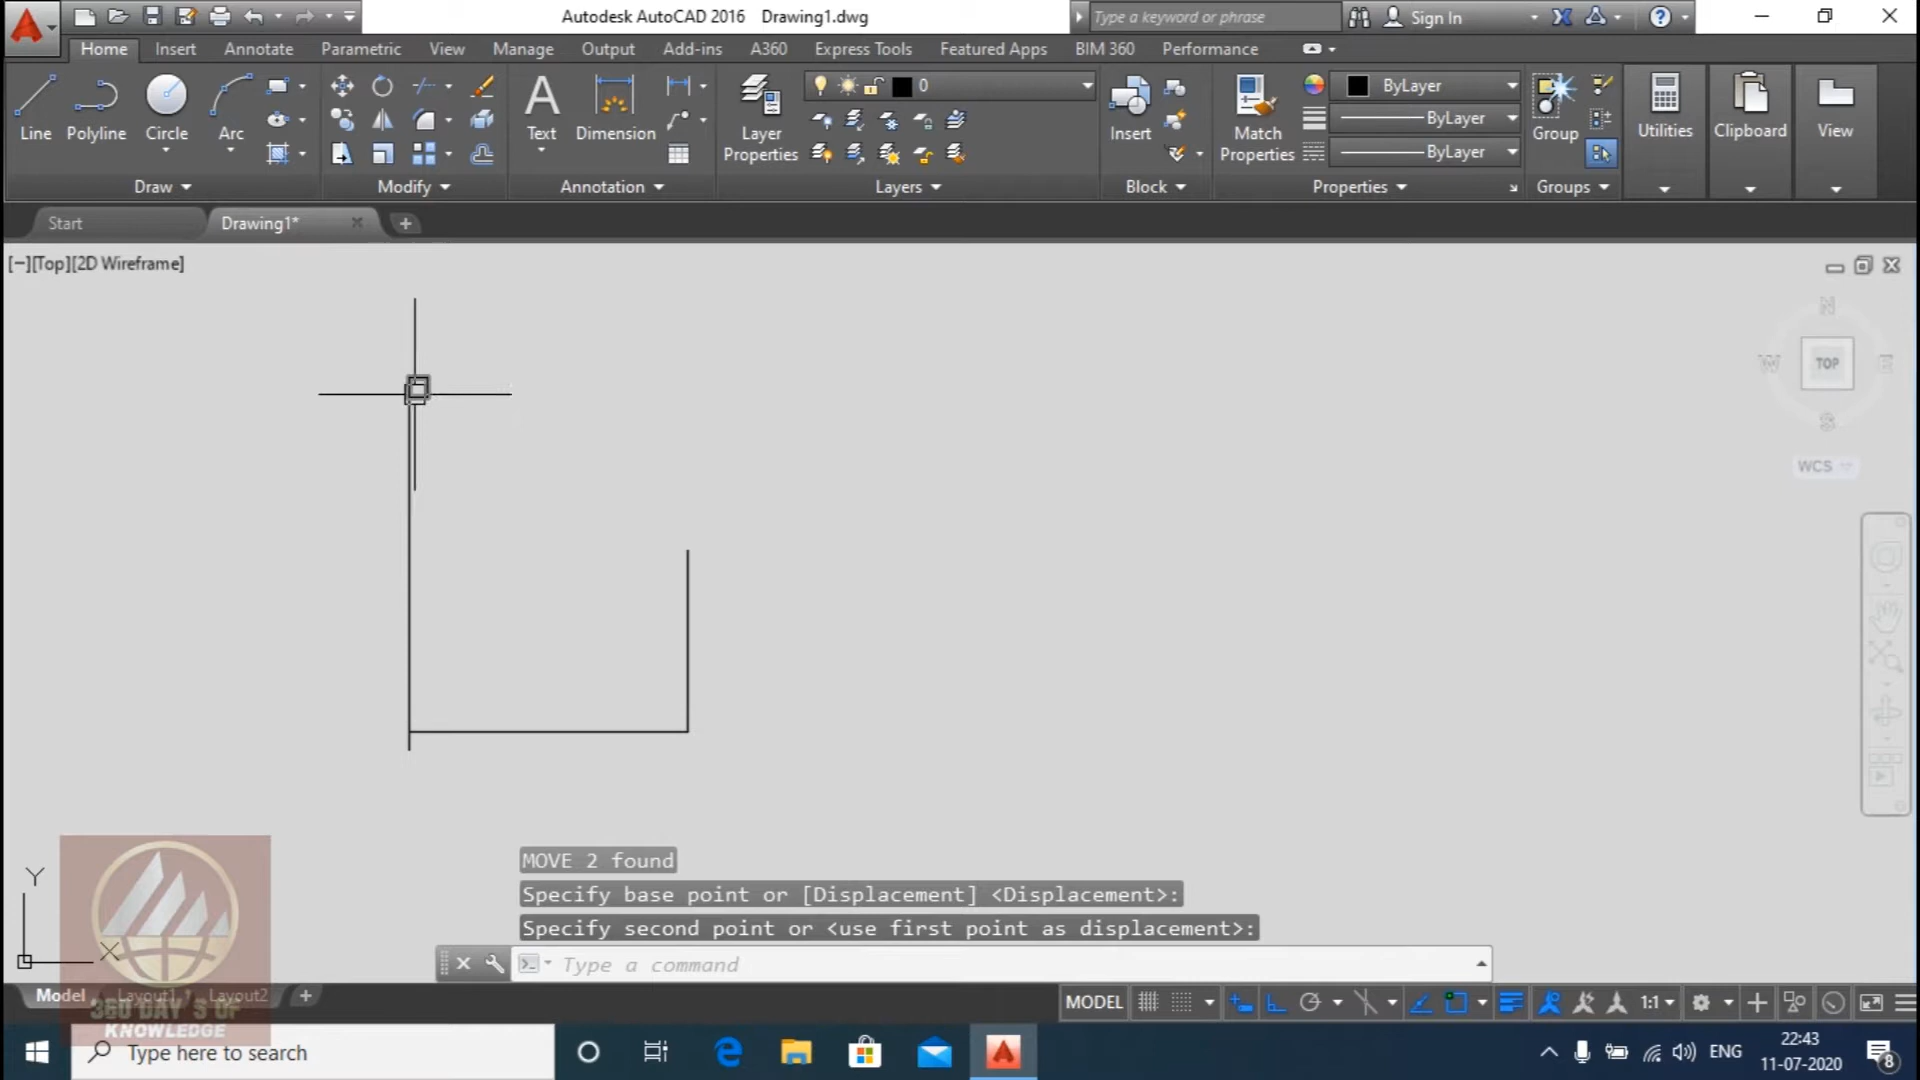 Autodesk AutoCAD 2016 Drawing1.dwg
Type a keyword or phrase
Sign In
Home Insert Annotate Parametric View Manage Output Add-ins A360 Express Tools Featured Apps BIM 360 Performance
Line Polyline Circle Arc
Text Dimension
Layer Properties
0
Insert
Match Properties
ByLayer
ByLayer
ByLayer
Group
Utilities Clipboard View
Draw Modify Annotation Layers Block Properties Groups
Start Drawing1*
[−][Top][2D Wireframe]
N
W TOP E
S
WCS
MOVE 2 found
Specify base point or [Displacement] <Displacement>:
Specify second point or <use first point as displacement>:
Type a command
Y
X
Model Layout1 Layout2
360 DAY'S OF
KNOWLEDGE
MODEL 1:1
Type here to search
ENG
22:43
11-07-2020
8